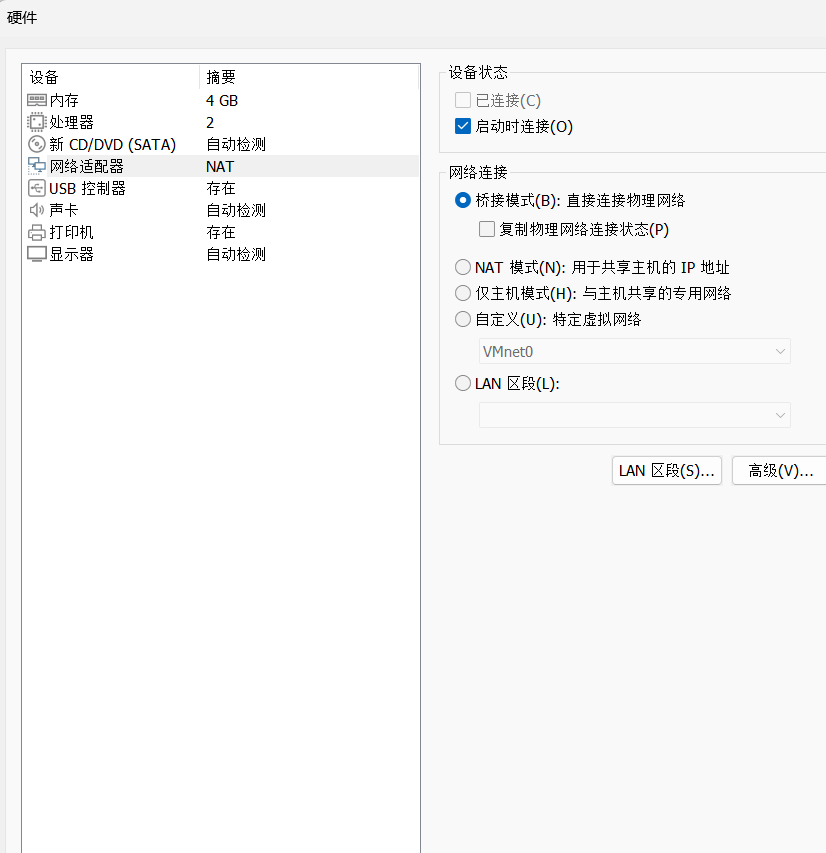 硬件
设备 摘要
内存 4 GB
处理器 2
新 CD/DVD (SATA) 自动检测
网络适配器 NAT
USB 控制器 存在
声卡 自动检测
打印机 存在
显示器 自动检测
设备状态
已连接(C)
启动时连接(O)
网络连接
桥接模式(B): 直接连接物理网络
复制物理网络连接状态(P)
NAT 模式(N): 用于共享主机的 IP 地址
仅主机模式(H): 与主机共享的专用网络
自定义(U): 特定虚拟网络
VMnet0
LAN 区段(L):
LAN 区段(S)... 高级(V)...